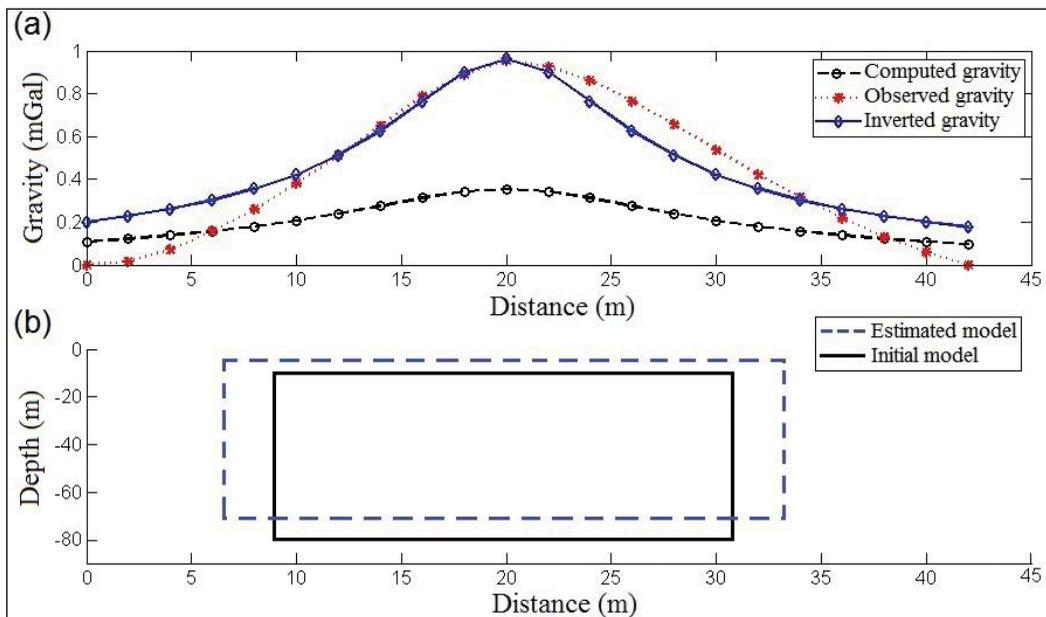 (a)
Gravity (mGal)
1
0.8
0.6
0.4
0.2
0
Computed gravity
Observed gravity
Inverted gravity
0 5 10 15 20 25 30 35 40 45
Distance (m)
(b)
Estimated model
Initial model
Depth (m)
0
-20
-40
-60
-80
0 5 10 15 20 25 30 35 40 45
Distance (m)